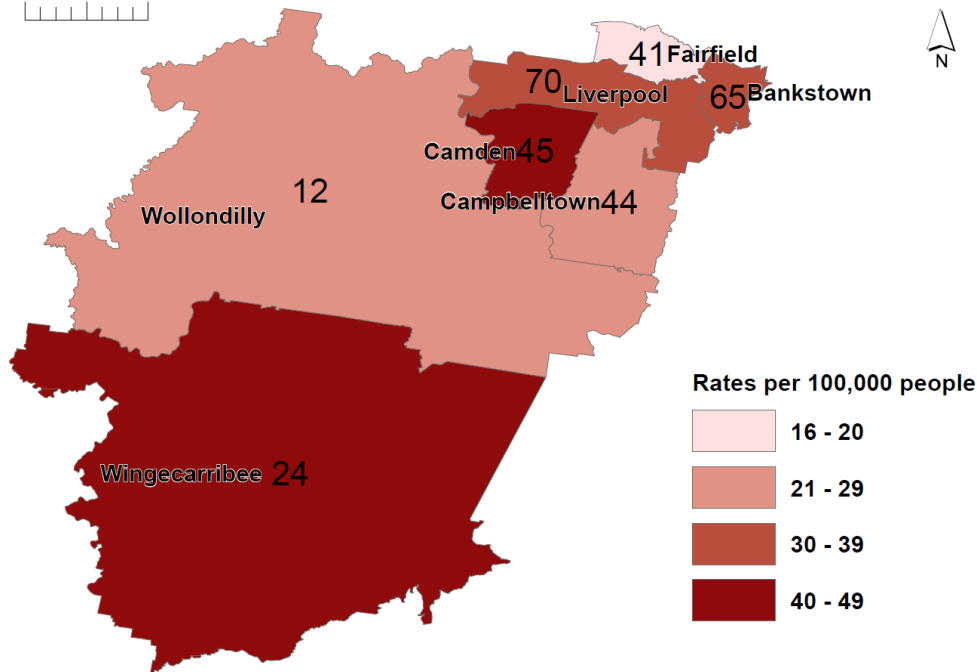 N
41 Fairfield
70 Liverpool
65 Bankstown
Camden 45
12
Wollondilly
Campbelltown 44
Wingecarribee 24
Rates per 100,000 people
16 - 20
21 - 29
30 - 39
40 - 49